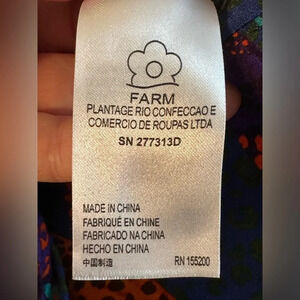 FARM
PLANTAGE RIO CONFECCAO E
COMERCIO DE ROUPAS LTDA
SN 277313D
MADE IN CHINA
FABRIQUÉ EN CHINE
FABRICADO NA CHINA
HECHO EN CHINA
中国制造
RN 155200